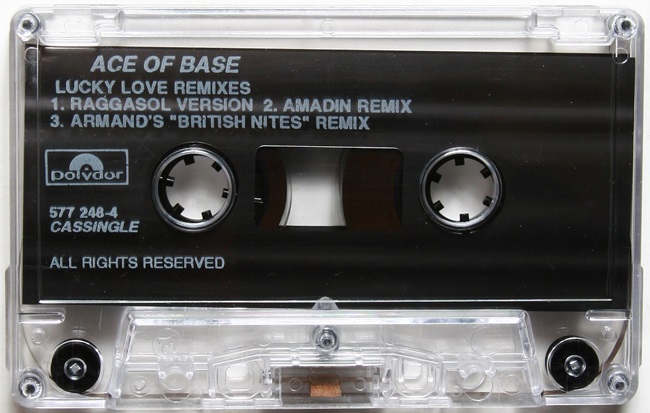 ACE OF BASE
LUCKY LOVE REMIXES
1. RAGGASOL VERSION 2. AMADIN REMIX
3. ARMAND'S "BRITISH NITES" REMIX
polydor
577 248-4
CASSINGLE
ALL RIGHTS RESERVED